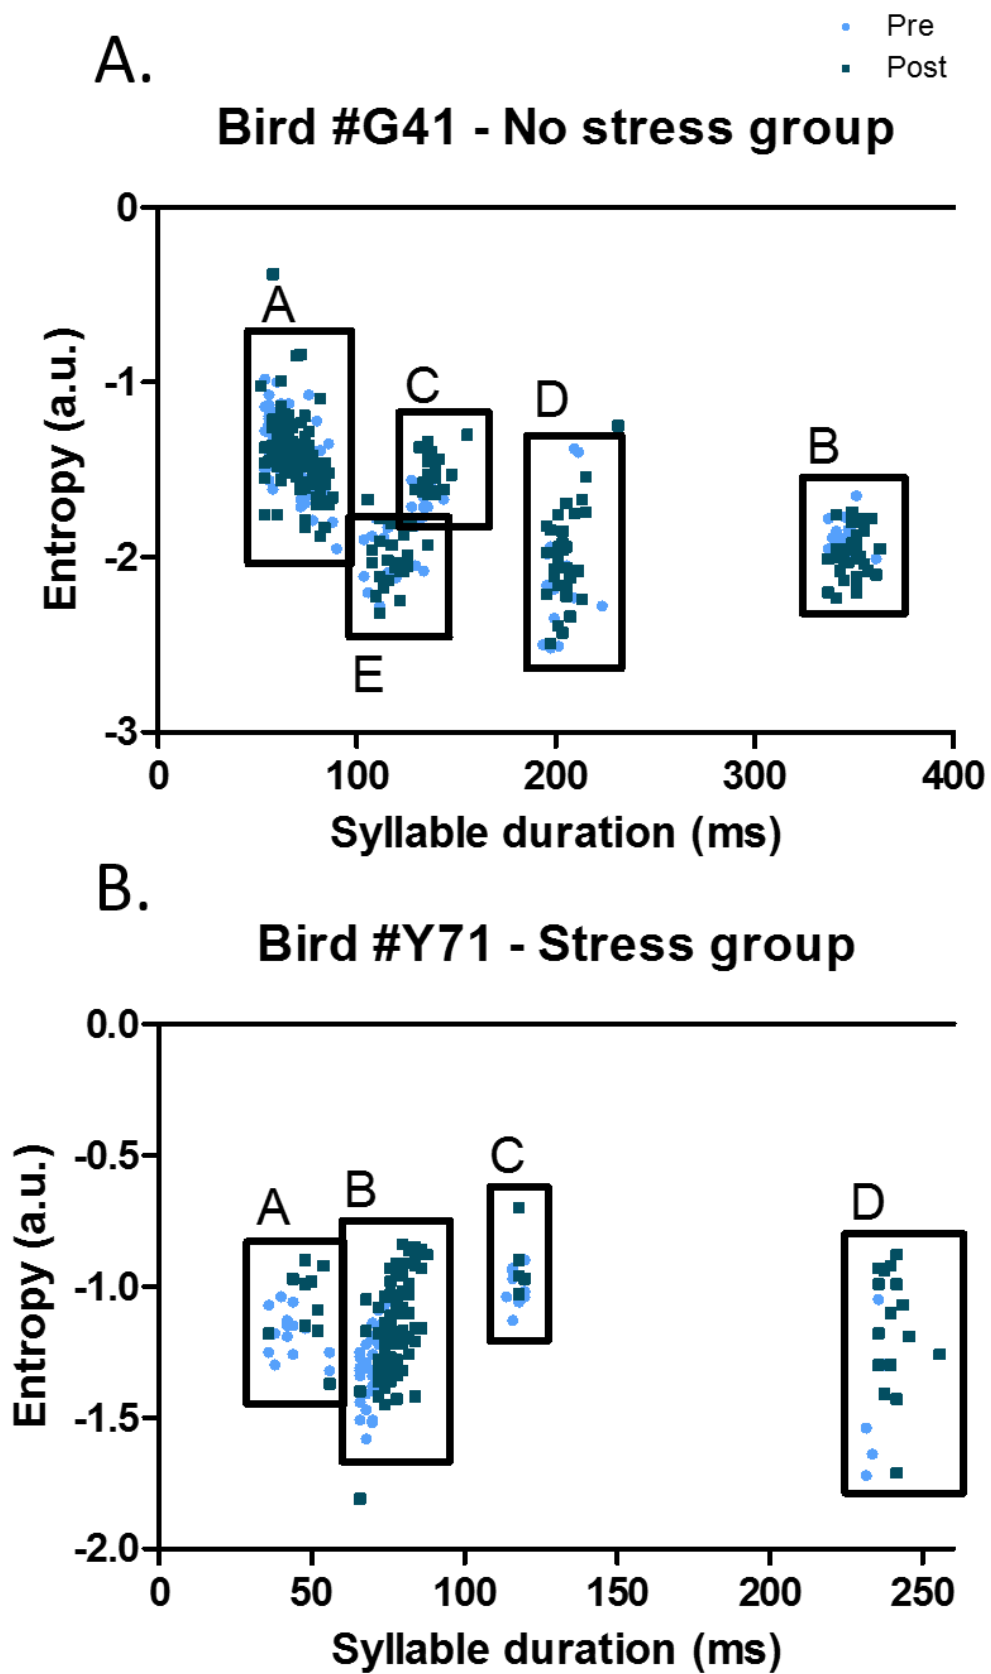 Pre
Post
A.
Bird #G41 - No stress group
0
-1
-2
-3
Entropy (a.u.)
A
C
D
B
E
0 100 200 300 400
Syllable duration (ms)
B.
Bird #Y71 - Stress group
0.0
-0.5
-1.0
-1.5
-2.0
Entropy (a.u.)
A
B
C
D
0 50 100 150 200 250
Syllable duration (ms)